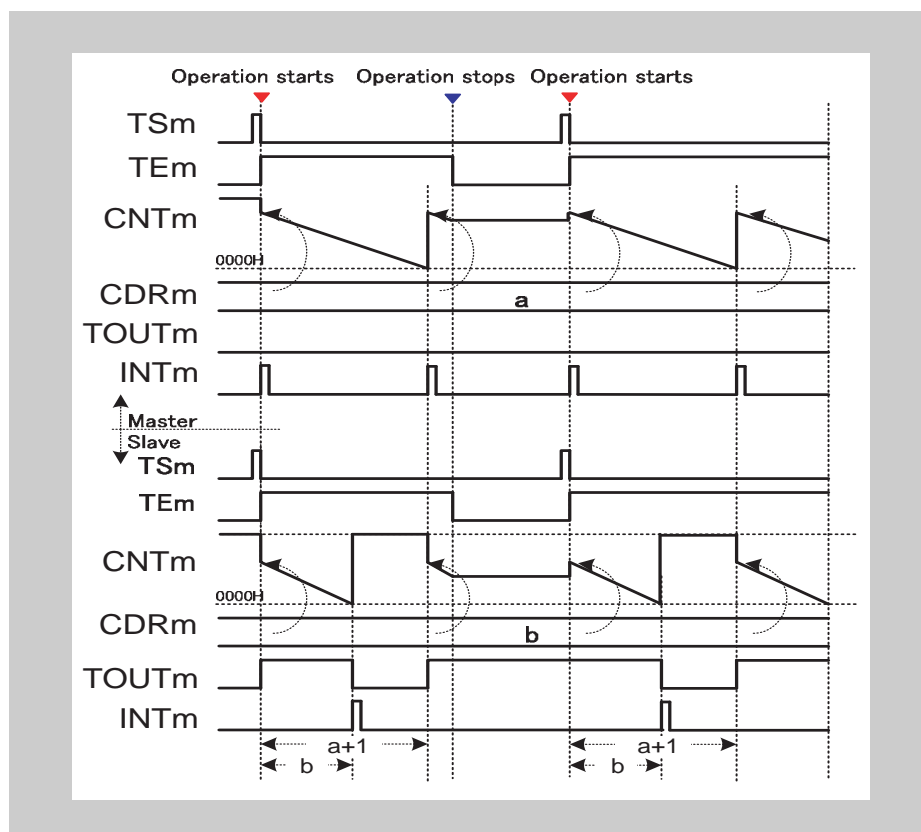 Operation starts Operation stops Operation starts
TSm
TEm
CNTm
0000H
CDRm
a
TOUTm
INTm
Master
Slave
TSm
TEm
CNTm
0000H
CDRm
b
TOUTm
INTm
a+1 a+1
b b